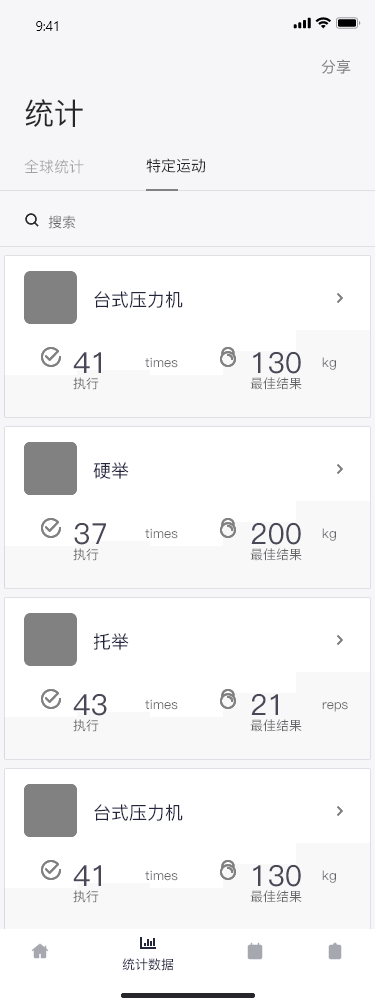 9:41
分享
统计
全球统计 特定运动
搜索
台式压力机
41 times 130 kg
执行 最佳结果
硬举
37 times 200 kg
执行 最佳结果
托举
43 times 21 reps
执行 最佳结果
台式压力机
41 times 130 kg
执行 最佳结果
统计数据